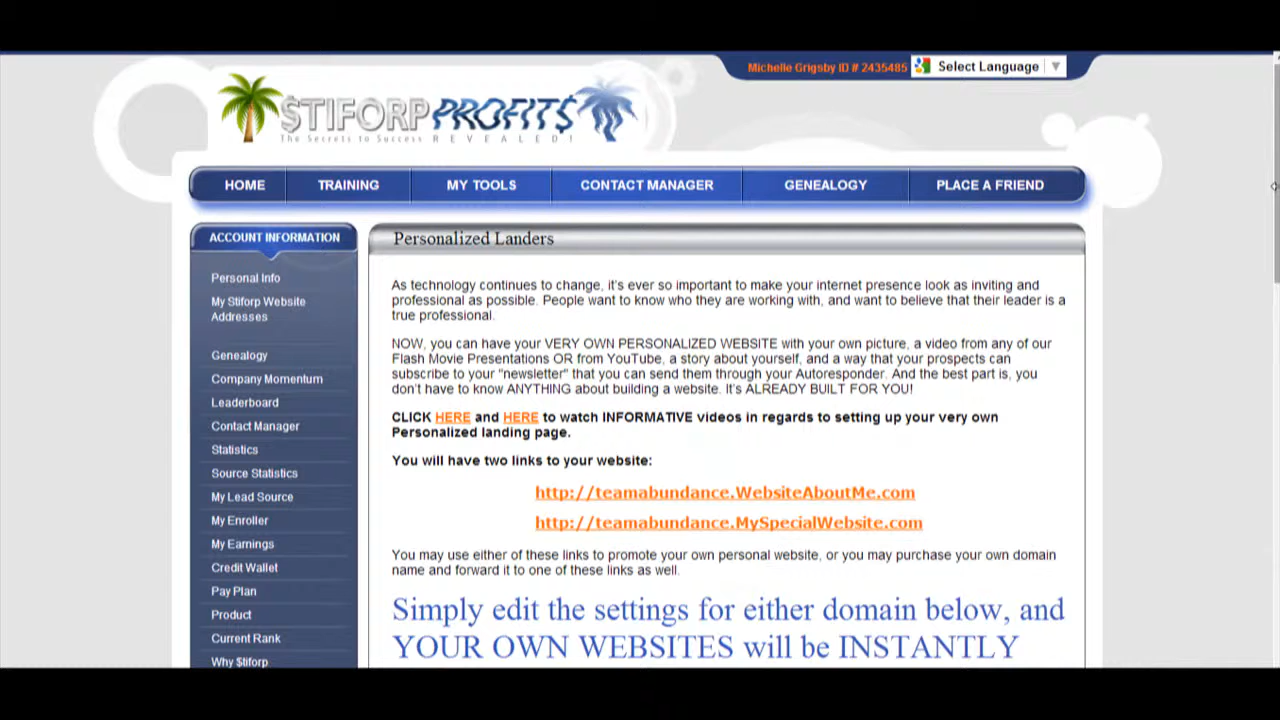 Michelle Grigsby ID # 2435485 Select Language ▼
$TIFORP PROFIT$
The Secrets to Success REVEALED!
HOME TRAINING MY TOOLS CONTACT MANAGER GENEALOGY PLACE A FRIEND
ACCOUNT INFORMATION
Personal Info
My Stiforp Website
Addresses
Genealogy
Company Momentum
Leaderboard
Contact Manager
Statistics
Source Statistics
My Lead Source
My Enroller
My Earnings
Credit Wallet
Pay Plan
Product
Current Rank
Why $tiforp
Personalized Landers
As technology continues to change, it's ever so important to make your internet presence look as inviting and
professional as possible. People want to know who they are working with, and want to believe that their leader is a
true professional.
NOW, you can have your VERY OWN PERSONALIZED WEBSITE with your own picture, a video from any of our
Flash Movie Presentations OR from YouTube, a story about yourself, and a way that your prospects can
subscribe to your "newsletter" that you can send them through your Autoresponder. And the best part is, you
don't have to know ANYTHING about building a website. It's ALREADY BUILT FOR YOU!
CLICK HERE and HERE to watch INFORMATIVE videos in regards to setting up your very own
Personalized landing page.
You will have two links to your website:
http://teamabundance.WebsiteAboutMe.com
http://teamabundance.MySpecialWebsite.com
You may use either of these links to promote your own personal website, or you may purchase your own domain
name and forward it to one of these links as well.
Simply edit the settings for either domain below, and
YOUR OWN WEBSITES will be INSTANTLY